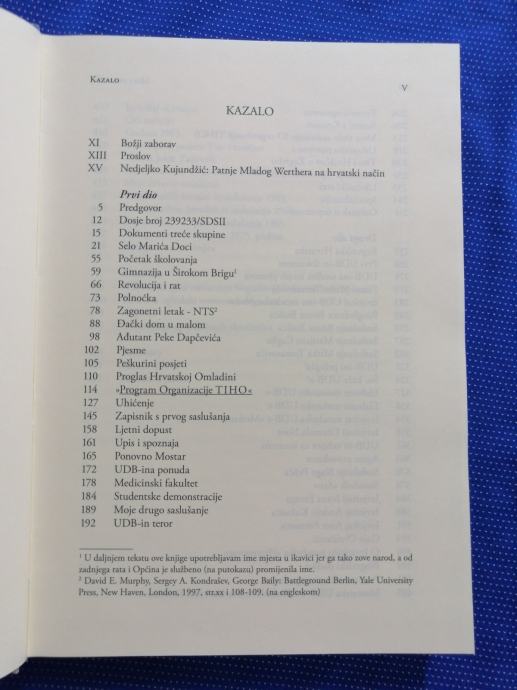 KAZALO V
KAZALO
XI Božji zaborav
XIII Proslov
XV Nedjeljko Kujundžić: Patnje Mladog Werthera na hrvatski način
Prvi dio
5 Predgovor
12 Dosje broj 239233/SDSII
15 Dokumenti treće skupine
21 Selo Marića Doci
55 Početak školovanja
59 Gimnazija u Širokom Brigu¹
66 Revolucija i rat
73 Polnoćka
78 Zagonetni letak - NTS²
88 Đački dom u malom
98 Ađutant Peke Dapčevića
102 Pjesme
105 Peškurini posjeti
110 Proglas Hrvatskoj Omladini
114 »Program Organizacije TIHO«
127 Uhićenje
145 Zapisnik s prvog saslušanja
158 Ljetni dopust
161 Upis i spoznaja
165 Ponovno Mostar
172 UDB-ina ponuda
178 Medicinski fakultet
184 Studentske demonstracije
189 Moje drugo saslušanje
192 UDB-in teror
¹ U daljnjem tekstu ove knjige upotrebljavam ime mjesta u ikavici jer ga tako zove narod, a od
zadnjega rata i Općina je službeno (na putokazu) promijenila ime.
² David E. Murphy, Sergey A. Kondrašev, George Baily: Battleground Berlin, Yale University
Press, New Haven, London, 1997, str.xx i 108-109. (na engleskom)